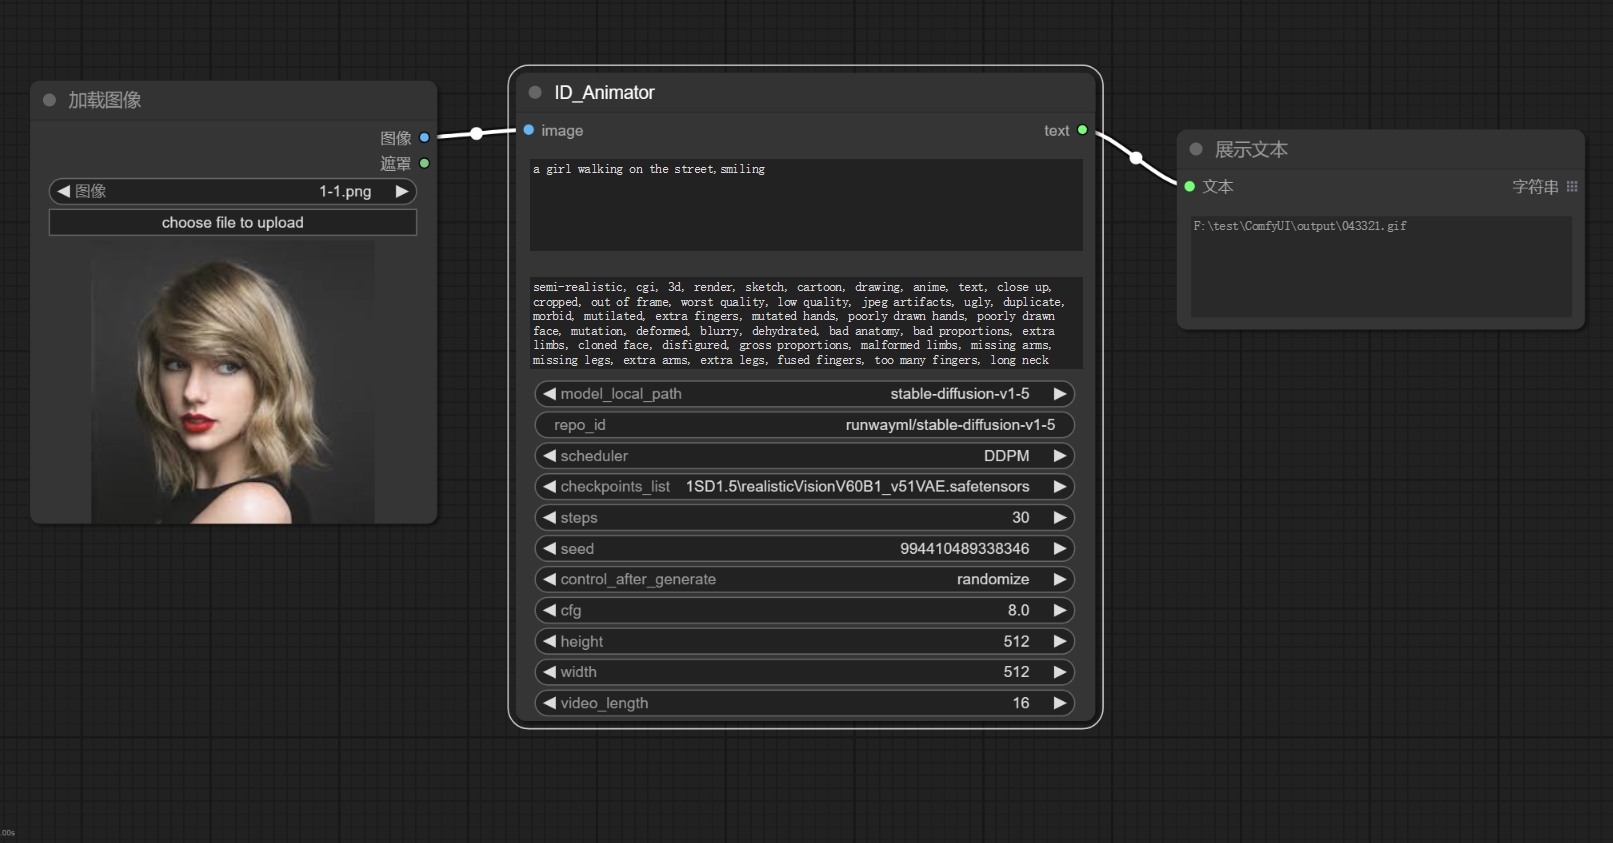 加载图像
图像
遮罩
图像 1-1.png
choose file to upload
ID_Animator
image text
a girl walking on the street,smiling
semi-realistic, cgi, 3d, render, sketch, cartoon, drawing, anime, text, close up,
cropped, out of frame, worst quality, low quality, jpeg artifacts, ugly, duplicate,
morbid, mutilated, extra fingers, mutated hands, poorly drawn hands, poorly drawn
face, mutation, deformed, blurry, dehydrated, bad anatomy, bad proportions, extra
limbs, cloned face, disfigured, gross proportions, malformed limbs, missing arms,
missing legs, extra arms, extra legs, fused fingers, too many fingers, long neck
model_local_path stable-diffusion-v1-5
repo_id runwayml/stable-diffusion-v1-5
scheduler DDPM
checkpoints_list 1SD1.5\realisticVisionV60B1_v51VAE.safetensors
steps 30
seed 994410489338346
control_after_generate randomize
cfg 8.0
height 512
width 512
video_length 16
展示文本
文本 字符串
F:\test\ComfyUI\output\043321.gif
.00s